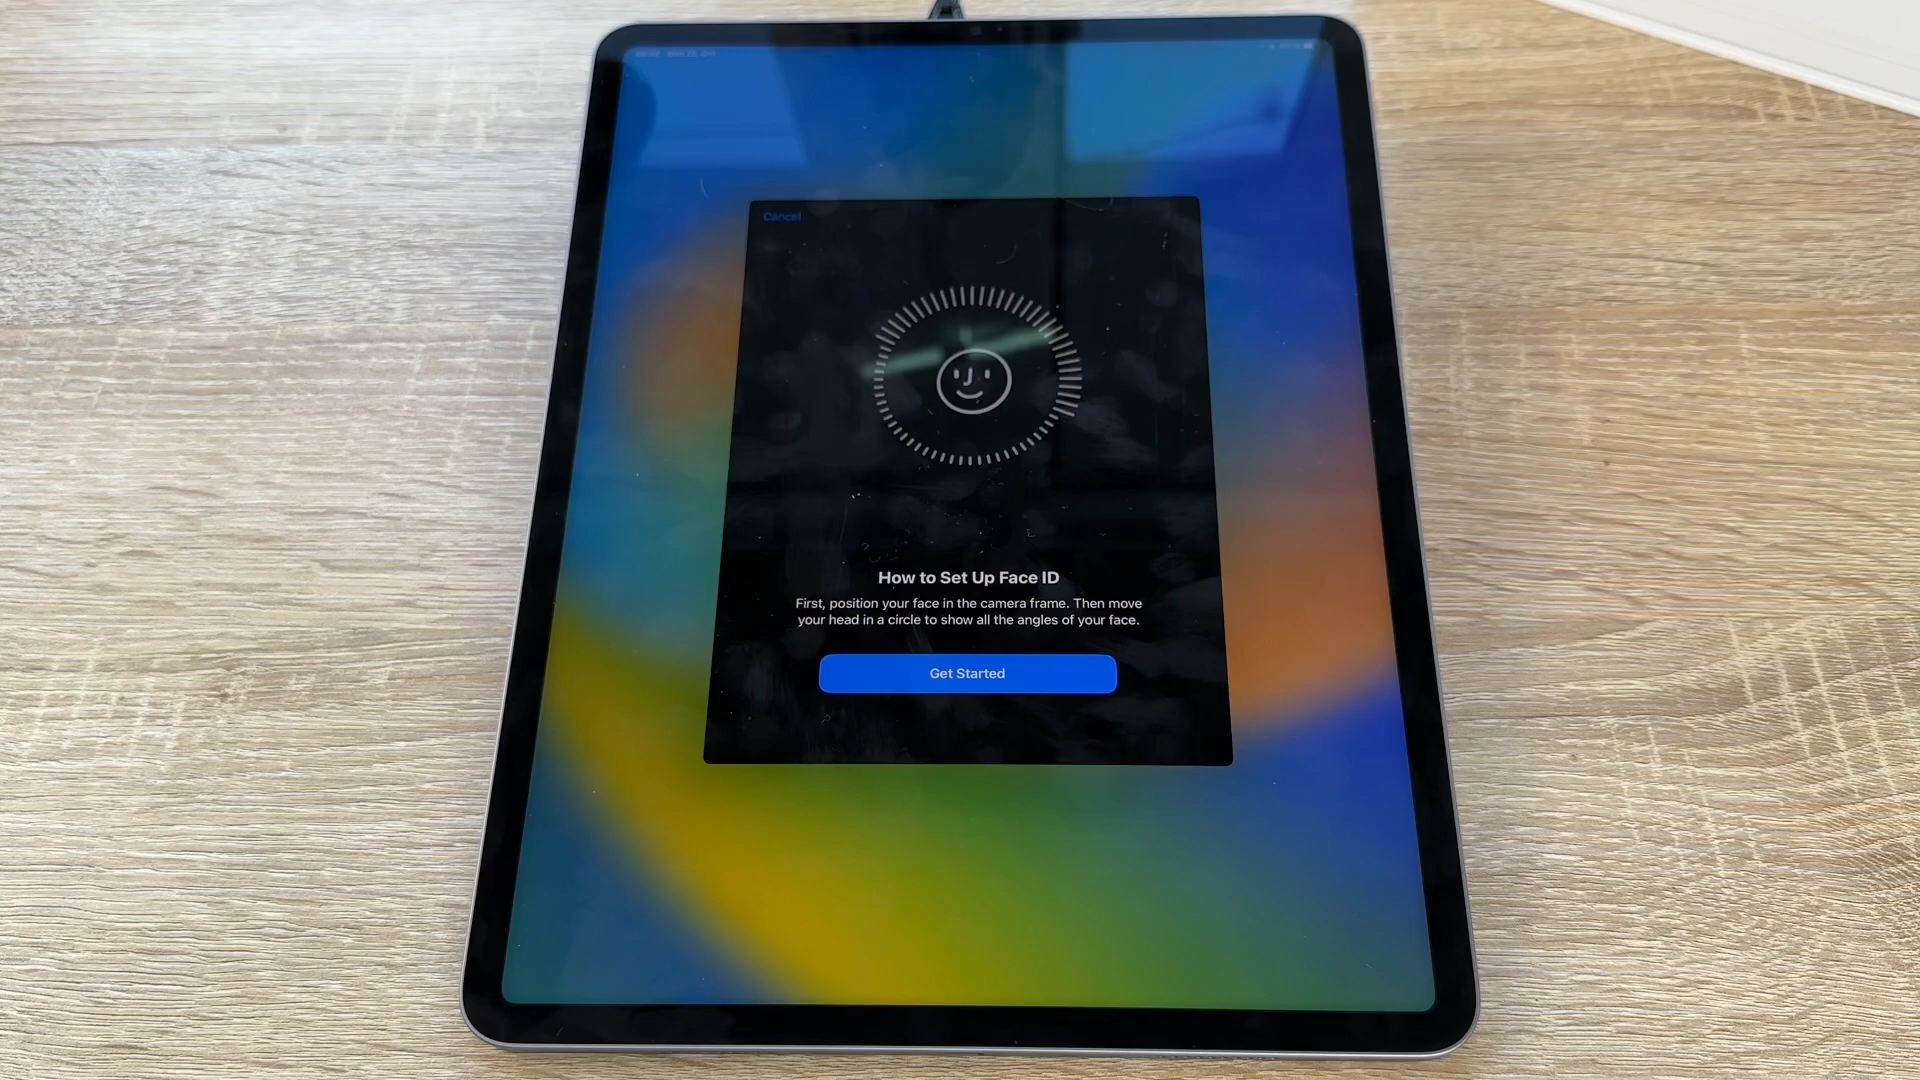 Cancel
How to Set Up Face ID
First, position your face in the camera frame. Then move
your head in a circle to show all the angles of your face.
Get Started